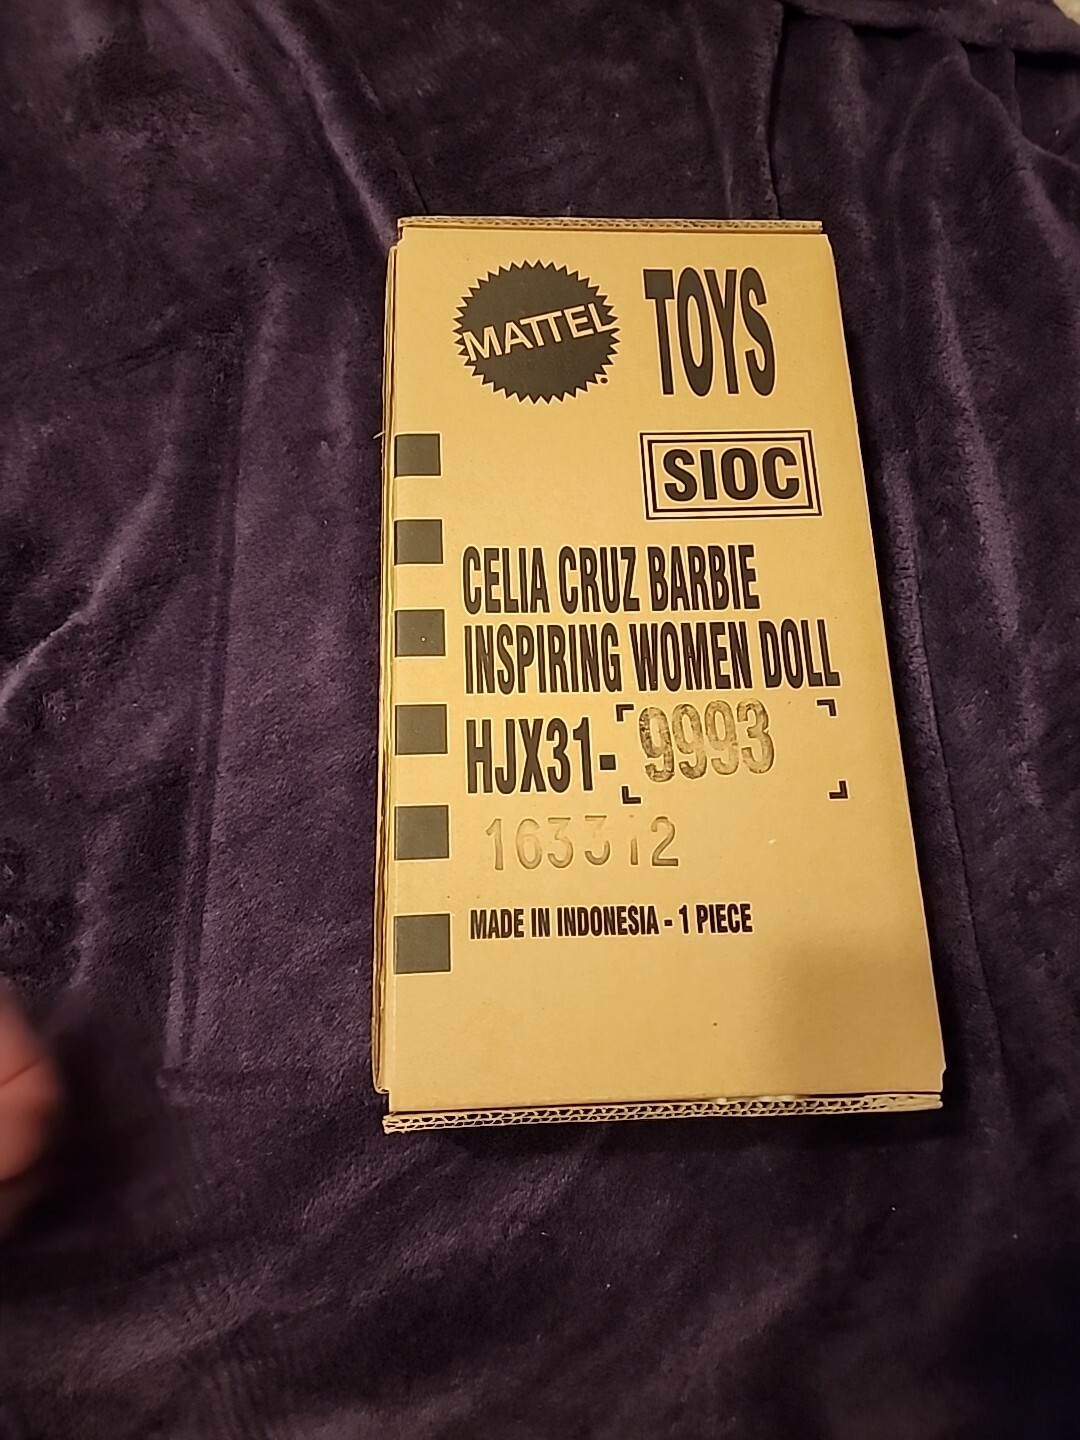 MATTEL
TOYS
SIOC
CELIA CRUZ BARBIE
INSPIRING WOMEN DOLL
HJX31- 9993
163312
MADE IN INDONESIA - 1 PIECE